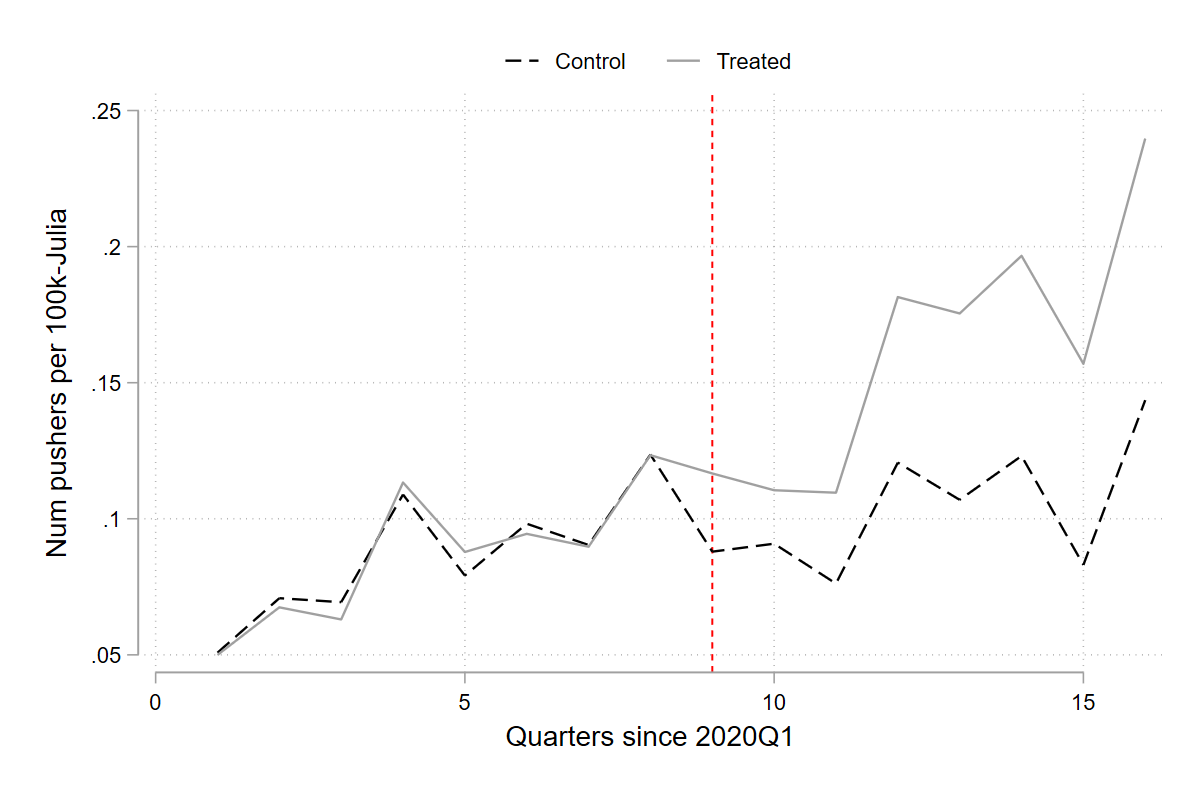 Control Treated
.25
.2
.15
.1
.05
Num pushers per 100k-Julia
0 5 10 15
Quarters since 2020Q1